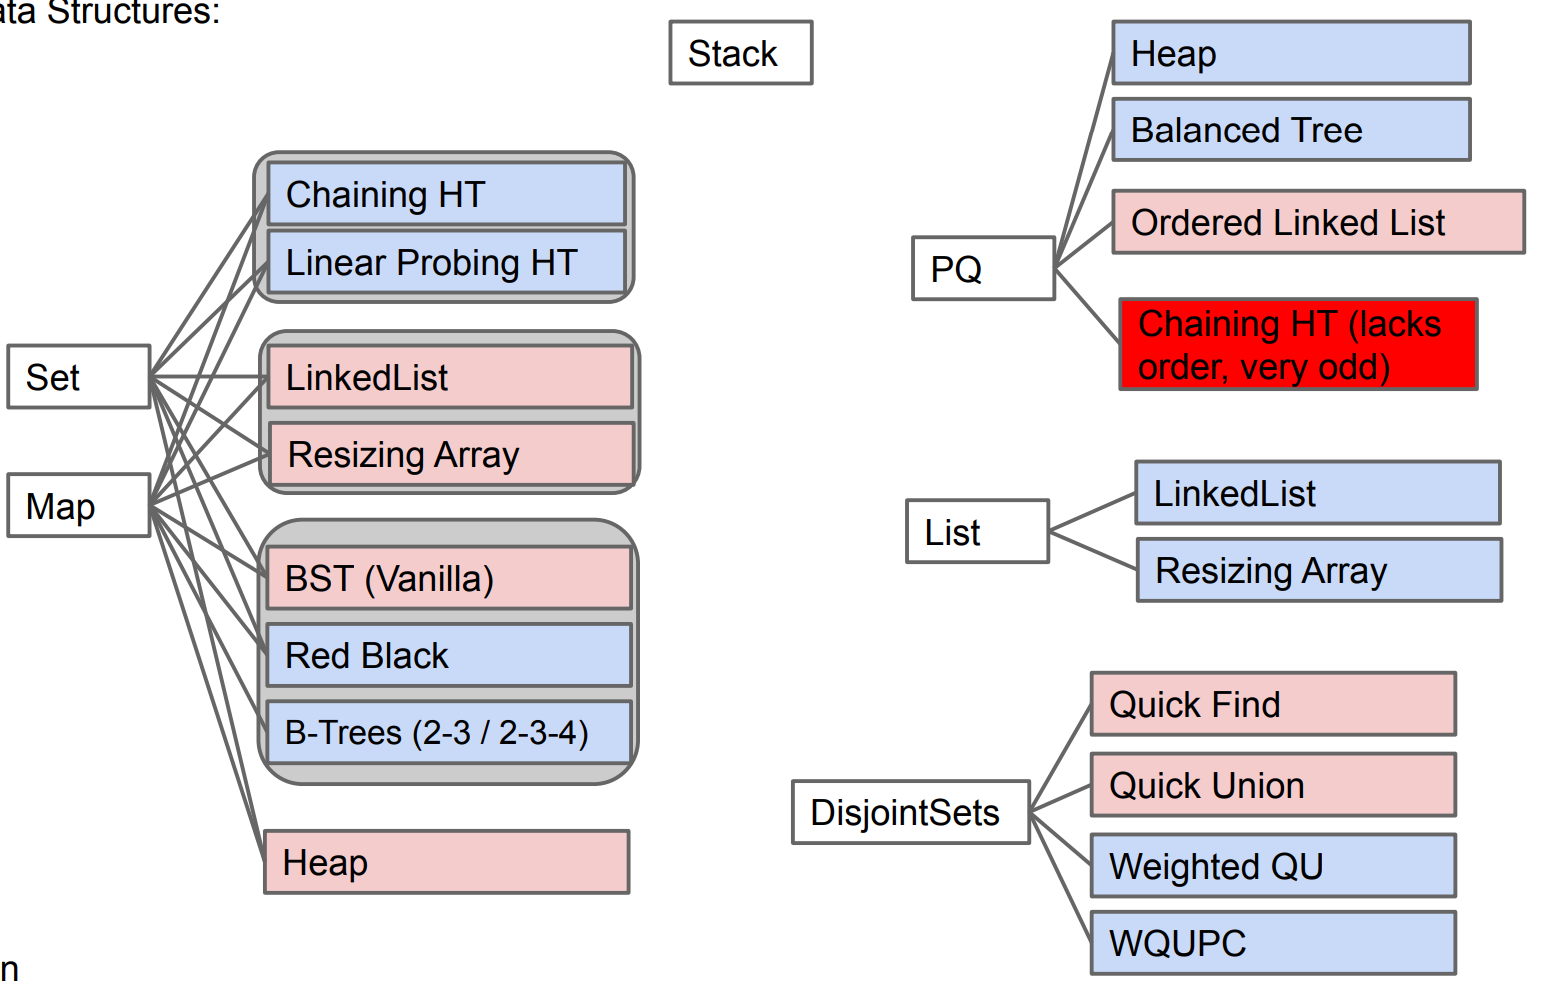 ata Structures:
Stack
Chaining HT
Linear Probing HT
Set
LinkedList
Resizing Array
Map
BST (Vanilla)
Red Black
B-Trees (2-3 / 2-3-4)
Heap
n
Heap
Balanced Tree
Ordered Linked List
PQ
Chaining HT (lacks
order, very odd)
LinkedList
List
Resizing Array
Quick Find
Quick Union
DisjointSets
Weighted QU
WQUPC